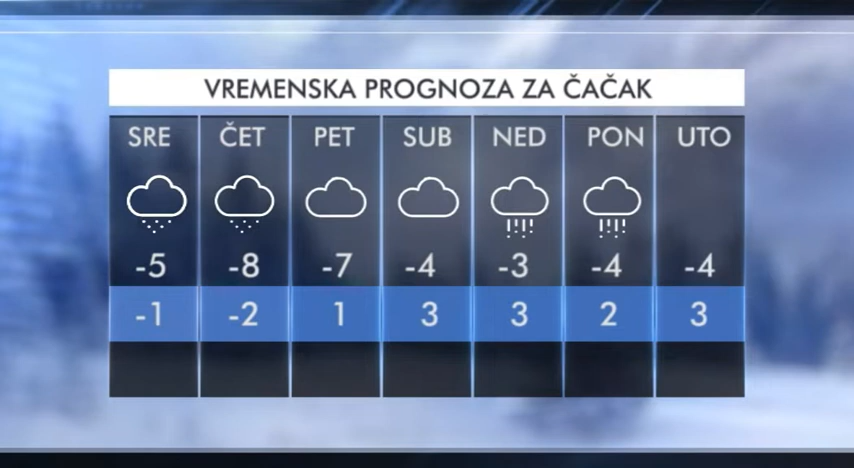 VREMENSKA PROGNOZA ZA ČAČAK
SRE ČET PET SUB NED PON UTO
-5 -8 -7 -4 -3 -4 -4
-1 -2 1 3 3 2 3